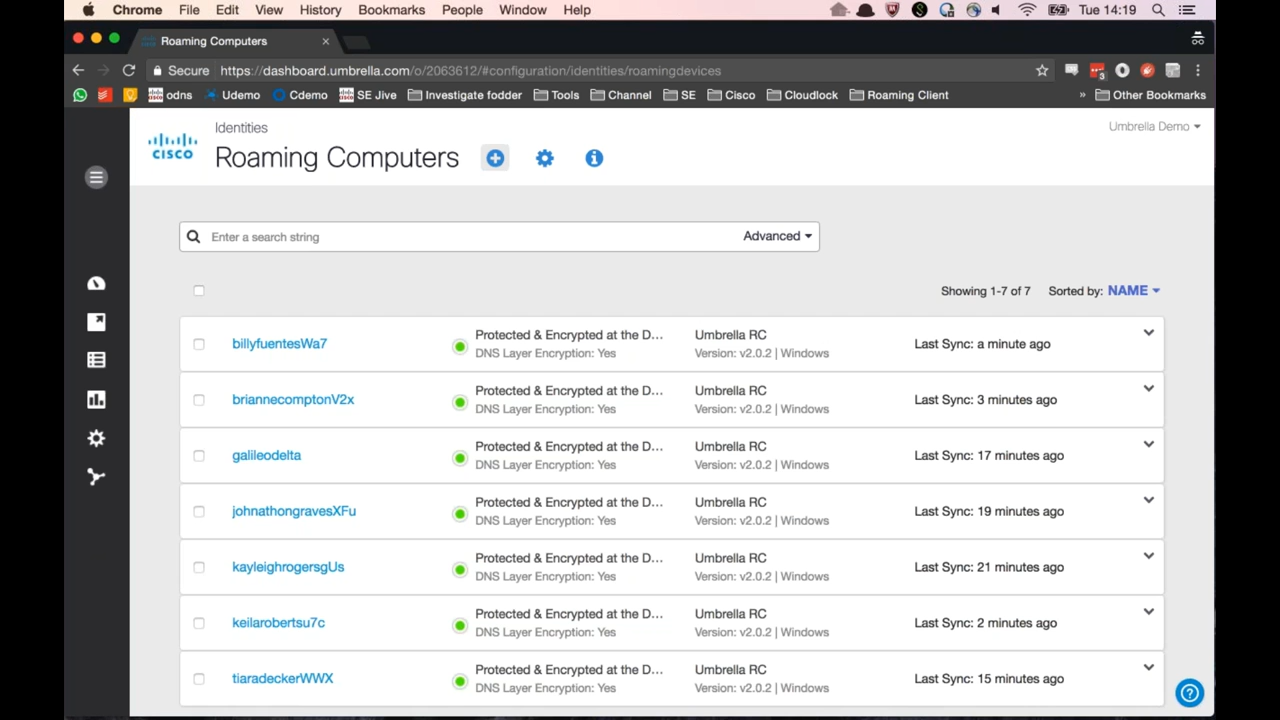 Chrome File Edit View History Bookmarks People Window Help Tue 14:19
Roaming Computers
Secure https://dashboard.umbrella.com/o/2063612/#configuration/identities/roamingdevices
3
odns Udemo Cdemo SE Jive Investigate fodder Tools Channel SE Cisco Cloudlock Roaming Client » Other Bookmarks
Identities
Umbrella Demo
CISCO
Roaming Computers
Enter a search string Advanced
Showing 1-7 of 7 Sorted by: NAME
Protected & Encrypted at the D... Umbrella RC
billyfuentesWa7 Last Sync: a minute ago
DNS Layer Encryption: Yes Version: v2.0.2 | Windows
Protected & Encrypted at the D... Umbrella RC
briannecomptonV2x Last Sync: 3 minutes ago
DNS Layer Encryption: Yes Version: v2.0.2 | Windows
Protected & Encrypted at the D... Umbrella RC
galileodelta Last Sync: 17 minutes ago
DNS Layer Encryption: Yes Version: v2.0.2 | Windows
Protected & Encrypted at the D... Umbrella RC
johnathongravesXFu Last Sync: 19 minutes ago
DNS Layer Encryption: Yes Version: v2.0.2 | Windows
Protected & Encrypted at the D... Umbrella RC
kayleighrogersgUs Last Sync: 21 minutes ago
DNS Layer Encryption: Yes Version: v2.0.2 | Windows
Protected & Encrypted at the D... Umbrella RC
keilarobertsu7c Last Sync: 2 minutes ago
DNS Layer Encryption: Yes Version: v2.0.2 | Windows
Protected & Encrypted at the D... Umbrella RC
tiaradeckerWWX Last Sync: 15 minutes ago
DNS Layer Encryption: Yes Version: v2.0.2 | Windows